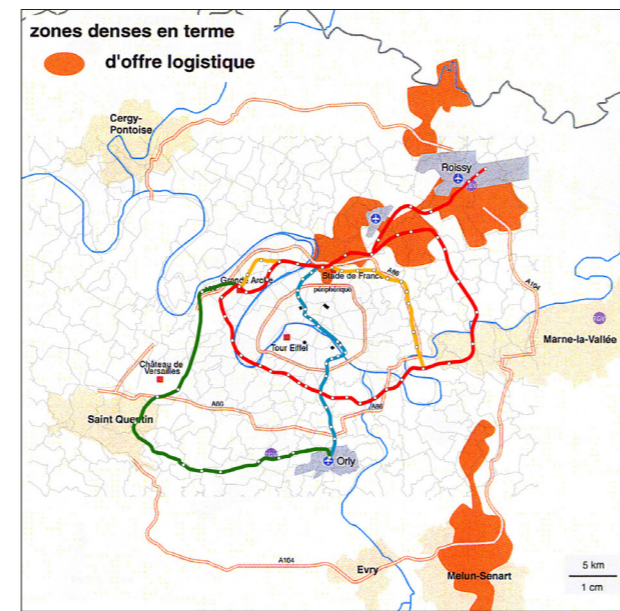 zones denses en terme
d'offre logistique
Cergy-
Pontoise
Roissy
Grande Arche
Stade de France
A86
périphérique
A104
Marne-la-Vallée
Tour Eiffel
Château de
Versailles
A86
A86
Saint Quentin
Orly
A104
Evry
Melun-Senart
5 km
1 cm